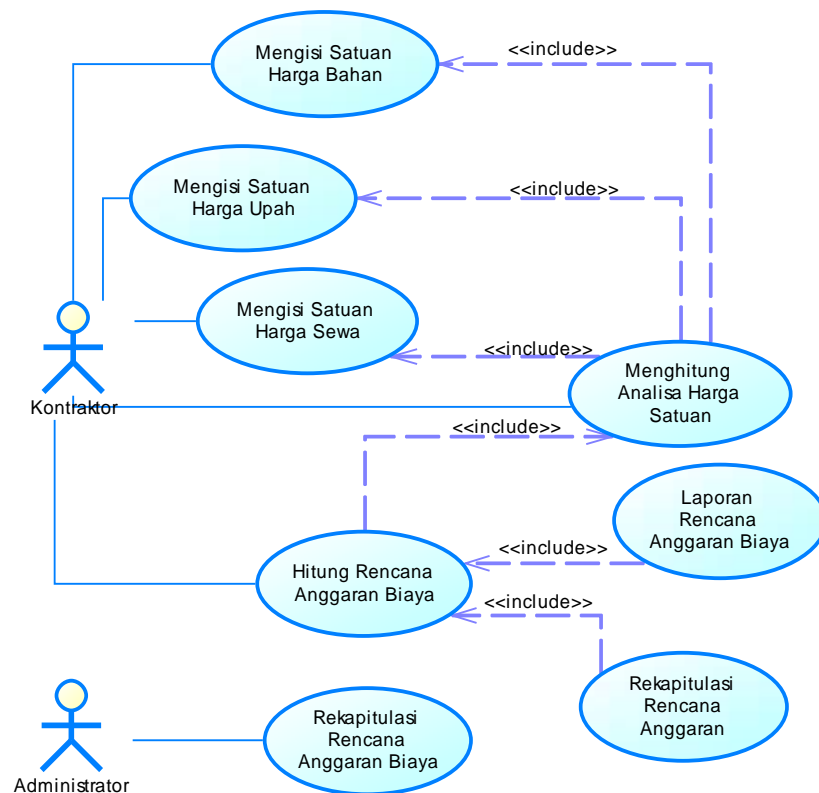 Mengisi Satuan
Harga Bahan
<<include>>
Mengisi Satuan
Harga Upah
<<include>>
Mengisi Satuan
Harga Sewa
<<include>>
Menghitung
Analisa Harga
Satuan
Kontraktor
<<include>>
Laporan
Rencana
Anggaran Biaya
<<include>>
Hitung Rencana
Anggaran Biaya
<<include>>
Rekapitulasi
Rencana
Anggaran
Rekapitulasi
Rencana
Anggaran Biaya
Administrator